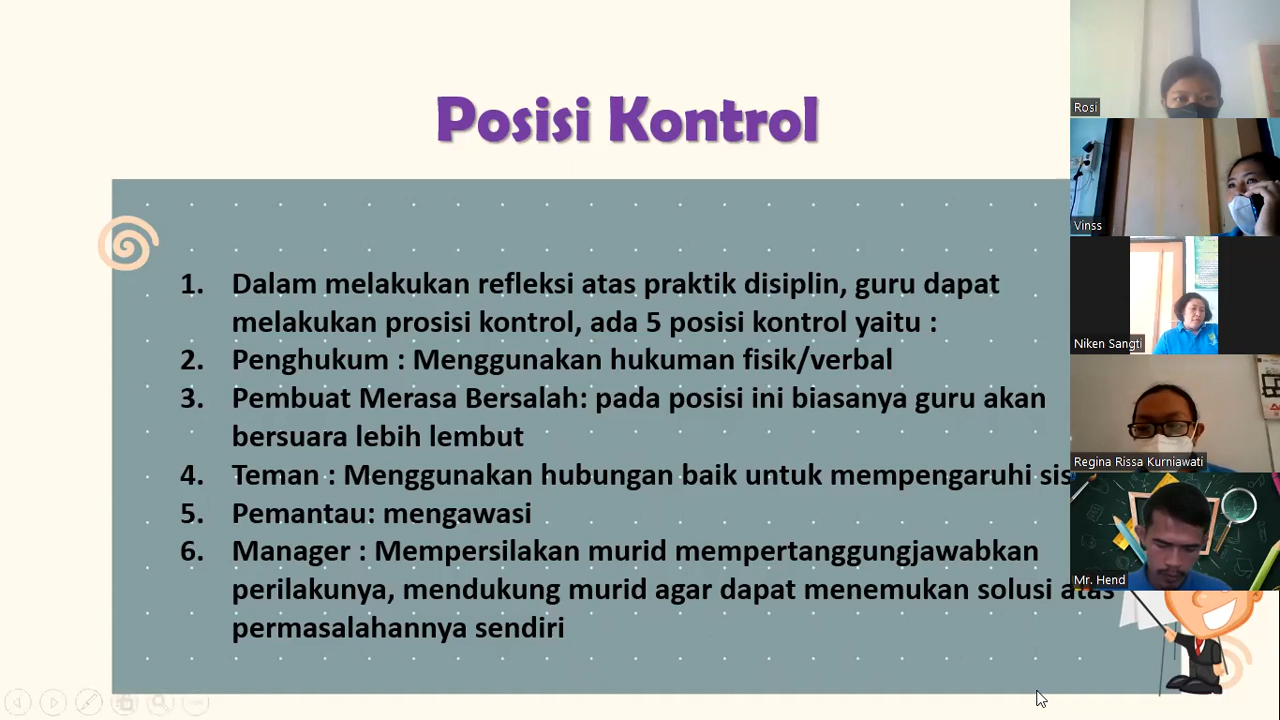 Posisi Kontrol
1. Dalam melakukan refleksi atas praktik disiplin, guru dapat
melakukan prosisi kontrol, ada 5 posisi kontrol yaitu :
2. Penghukum : Menggunakan hukuman fisik/verbal
3. Pembuat Merasa Bersalah: pada posisi ini biasanya guru akan
bersuara lebih lembut
4. Teman : Menggunakan hubungan baik untuk mempengaruhi
5. Pemantau: mengawasi
6. Manager : Mempersilakan murid mempertanggungjawabkan
perilakunya, mendukung murid agar dapat menemukan solusi atas
permasalahannya sendiri
Rosi
Vinss
Niken Sangti
Regina Rissa Kurniawati
Mr. Hend